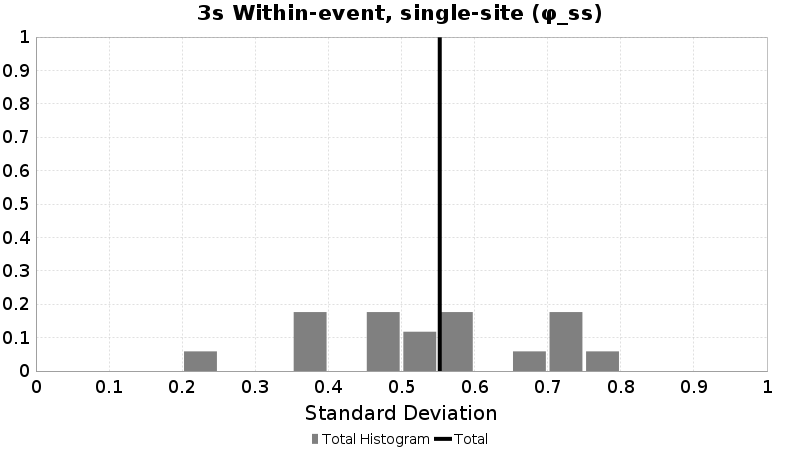 3s Within-event, single-site (φ_ss)
1
0.9
0.8
0.7
0.6
0.5
0.4
0.3
0.2
0.1
0
0 0.1 0.2 0.3 0.4 0.5 0.6 0.7 0.8 0.9 1
Standard Deviation
Total Histogram Total